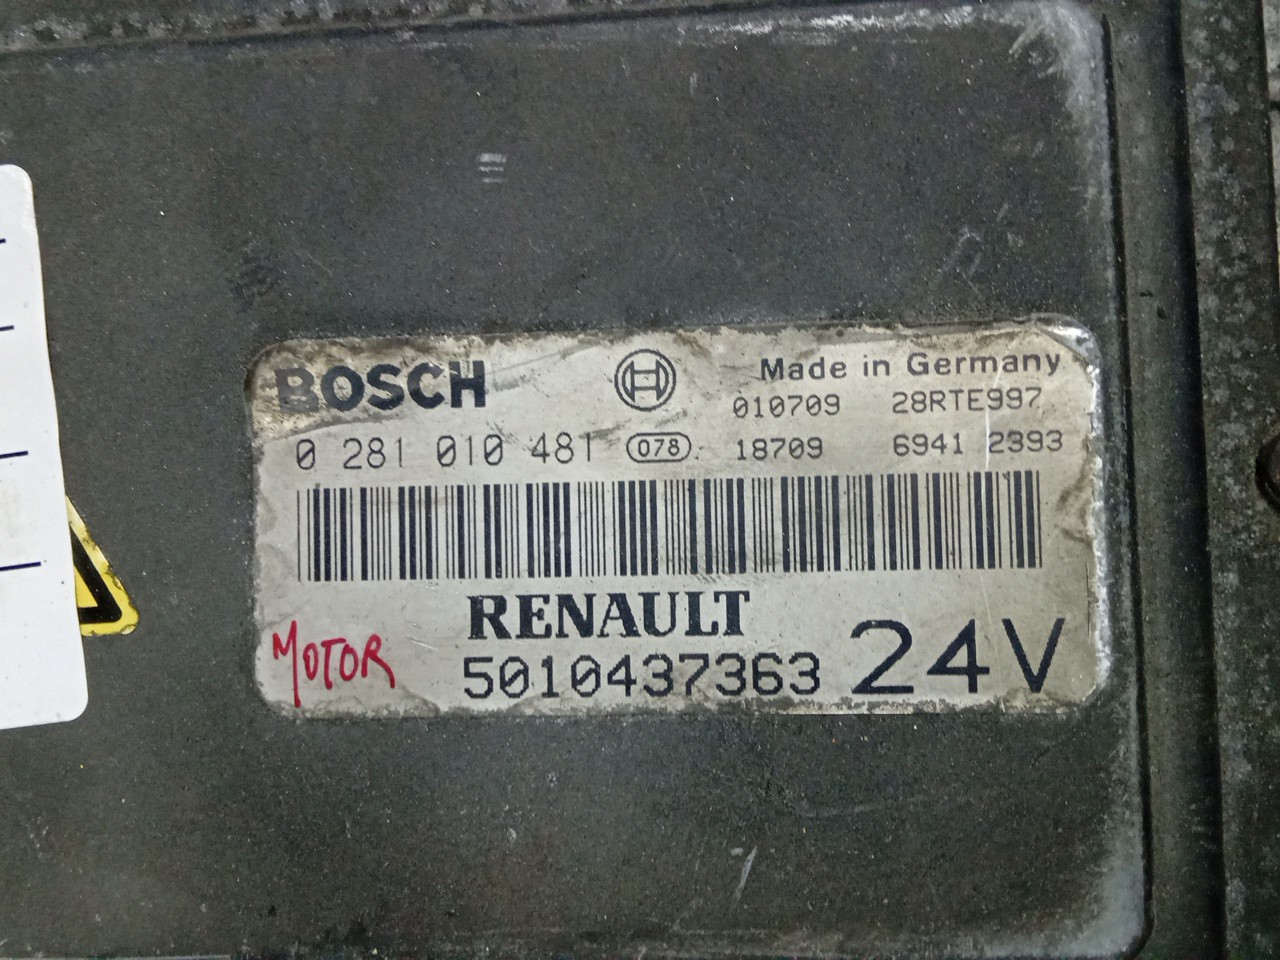 BOSCH Made in Germany
010709 28RTE997
0 281 010 481 078 18709 6941 2393
RENAULT
MOTOR 5010437363 24V